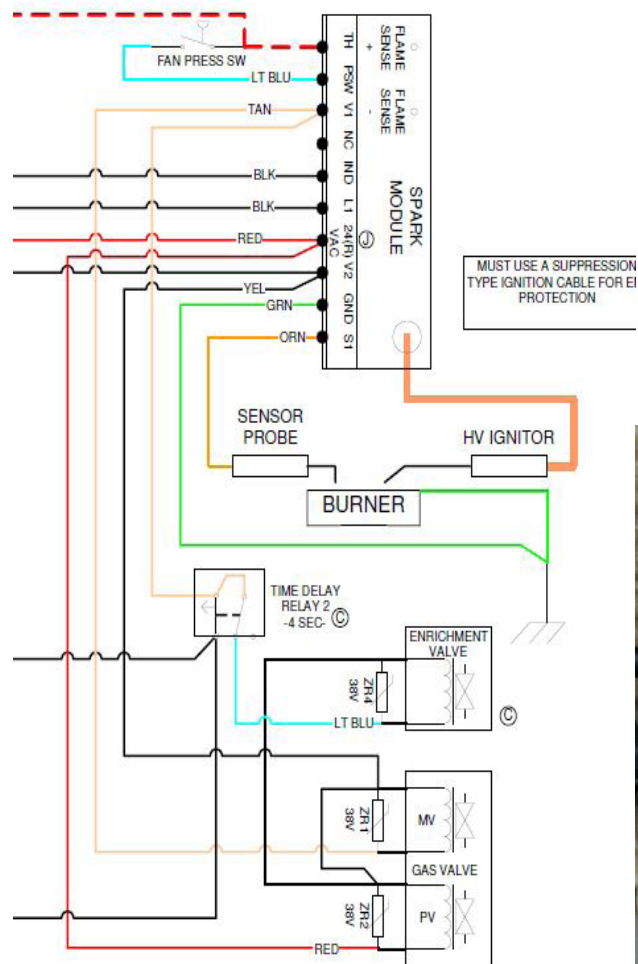 FAN PRESS SW
LT BLU
TAN
BLK
BLK
RED
YEL
GRN
ORN
TH
PSW
V1
NC
IND
L1
24(R)
VAC
V2
GND
S1
FLAME
SENSE
+
FLAME
SENSE
-
SPARK
MODULE
J
MUST USE A SUPPRESSION
TYPE IGNITION CABLE FOR
PROTECTION
SENSOR
PROBE
HV IGNITOR
BURNER
TIME DELAY
RELAY 2
-4 SEC-
C
ENRICHMENT
VALVE
ZR4
38V
LT BLU
C
ZR1
38V
MV
GAS VALVE
ZR2
38V
PV
RED